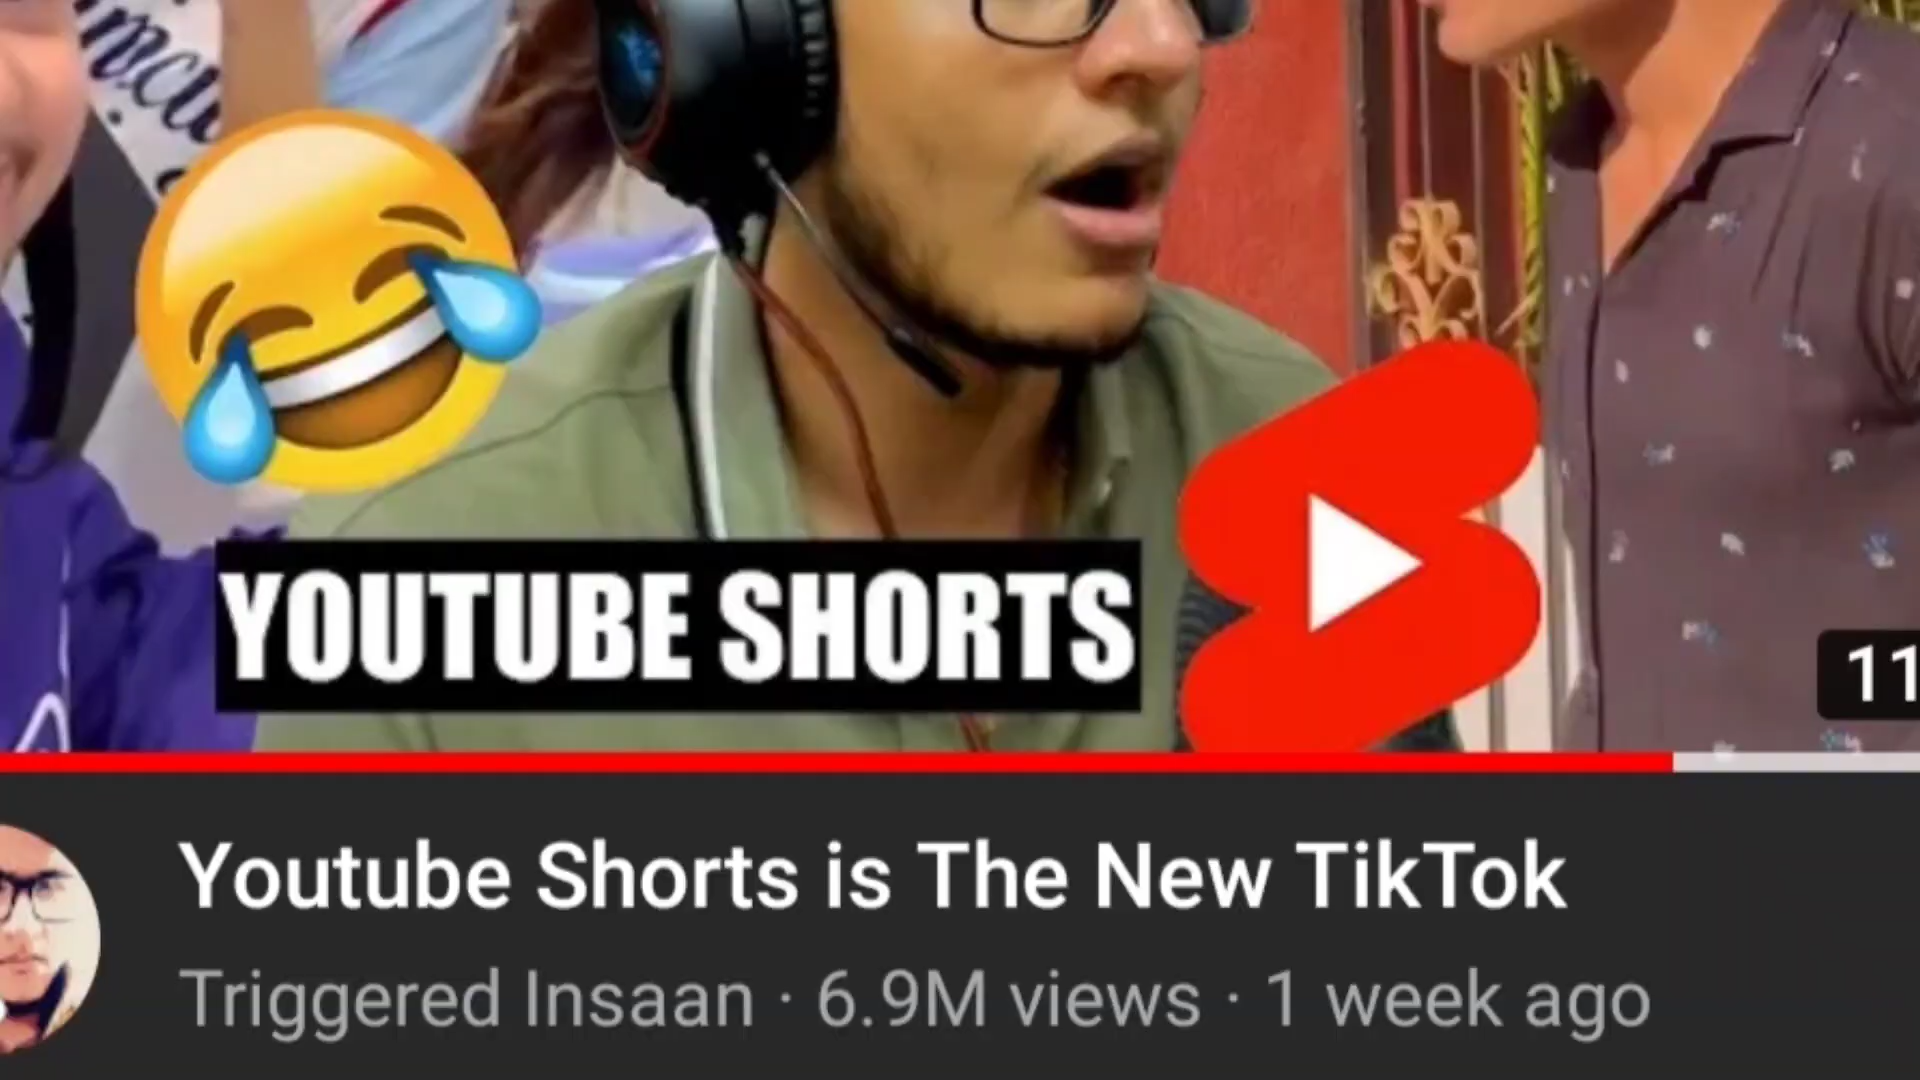 YOUTUBE SHORTS
11
Youtube Shorts is The New TikTok
Triggered Insaan · 6.9M views · 1 week ago